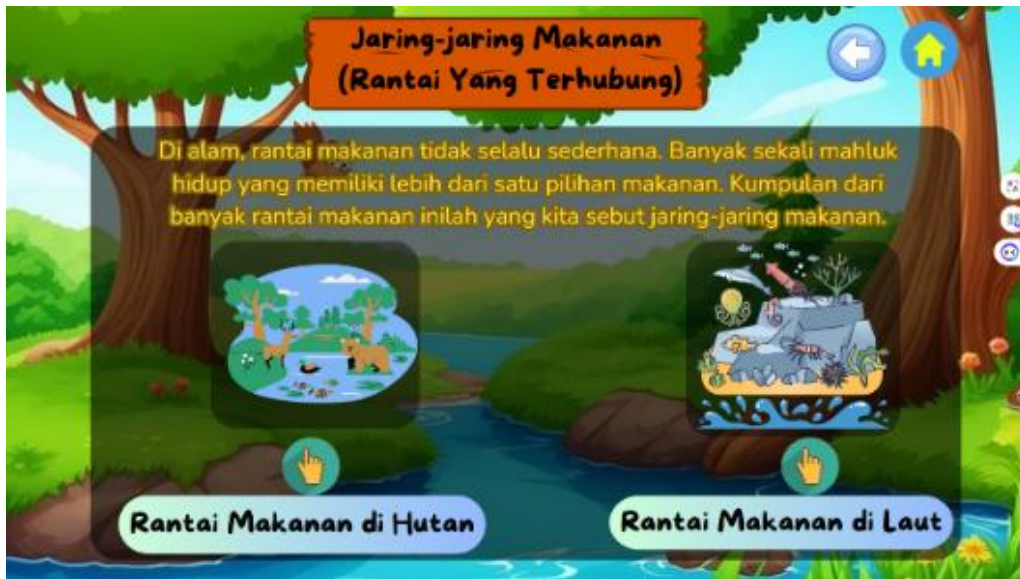 Jaring-jaring Makanan
(Rantai Yang Terhubung)
Di alam, rantai makanan tidak selalu sederhana. Banyak sekali mahluk
hidup yang memiliki lebih dari satu pilihan makanan. Kumpulan dari
banyak rantai makanan inilah yang kita sebut jaring-jaring makanan.
Rantai Makanan di Hutan
Rantai Makanan di Laut